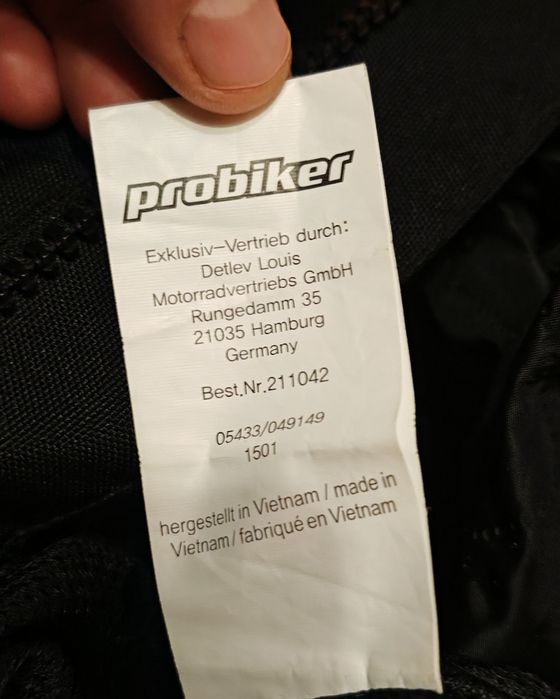 probiker
Exklusiv-Vertrieb durch:
Detlev Louis
Motorradvertriebs GmbH
Rungedamm 35
21035 Hamburg
Germany
Best.Nr.211042
05433/049149
1501
hergestellt in Vietnam / made in
Vietnam / fabriqué en Vietnam